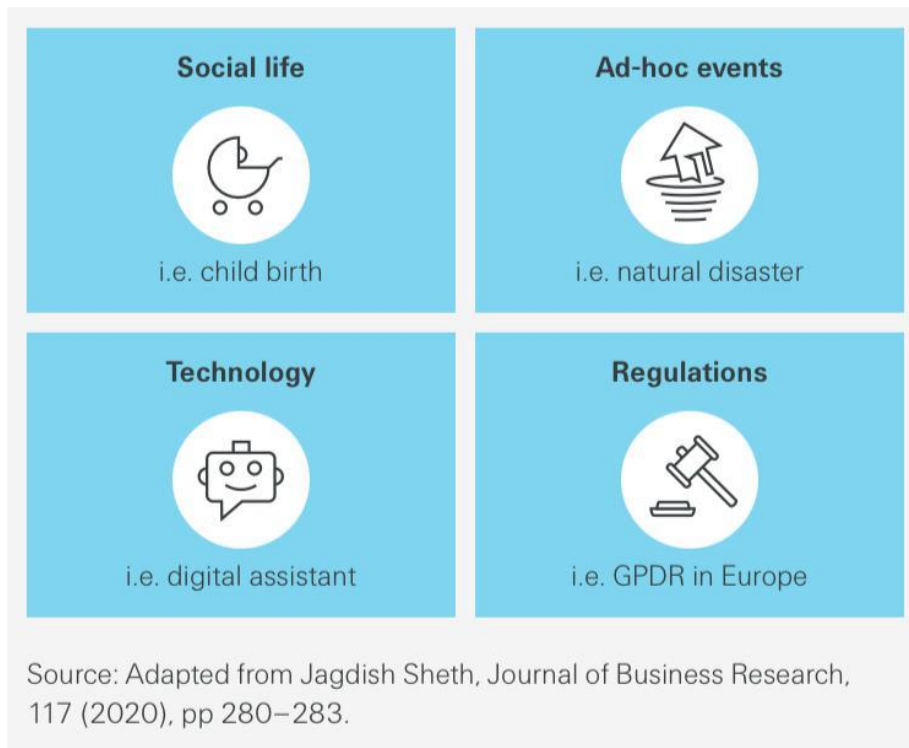 Social life
i.e. child birth
Ad-hoc events
i.e. natural disaster
Technology
i.e. digital assistant
Regulations
i.e. GPDR in Europe
Source: Adapted from Jagdish Sheth, Journal of Business Research,
117 (2020), pp 280–283.